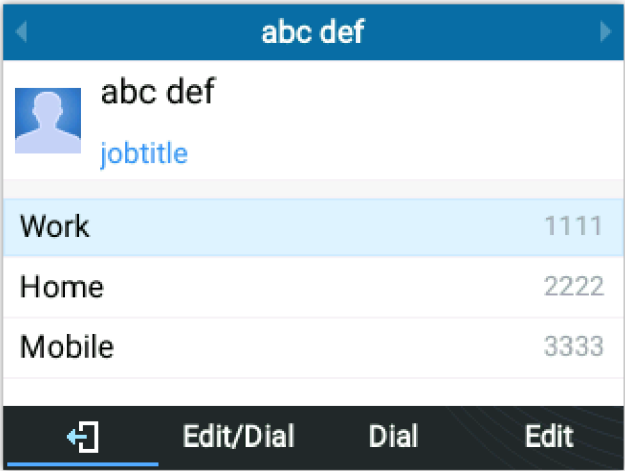 abc def
abc def
jobtitle
Work 1111
Home 2222
Mobile 3333
Edit/Dial Dial Edit